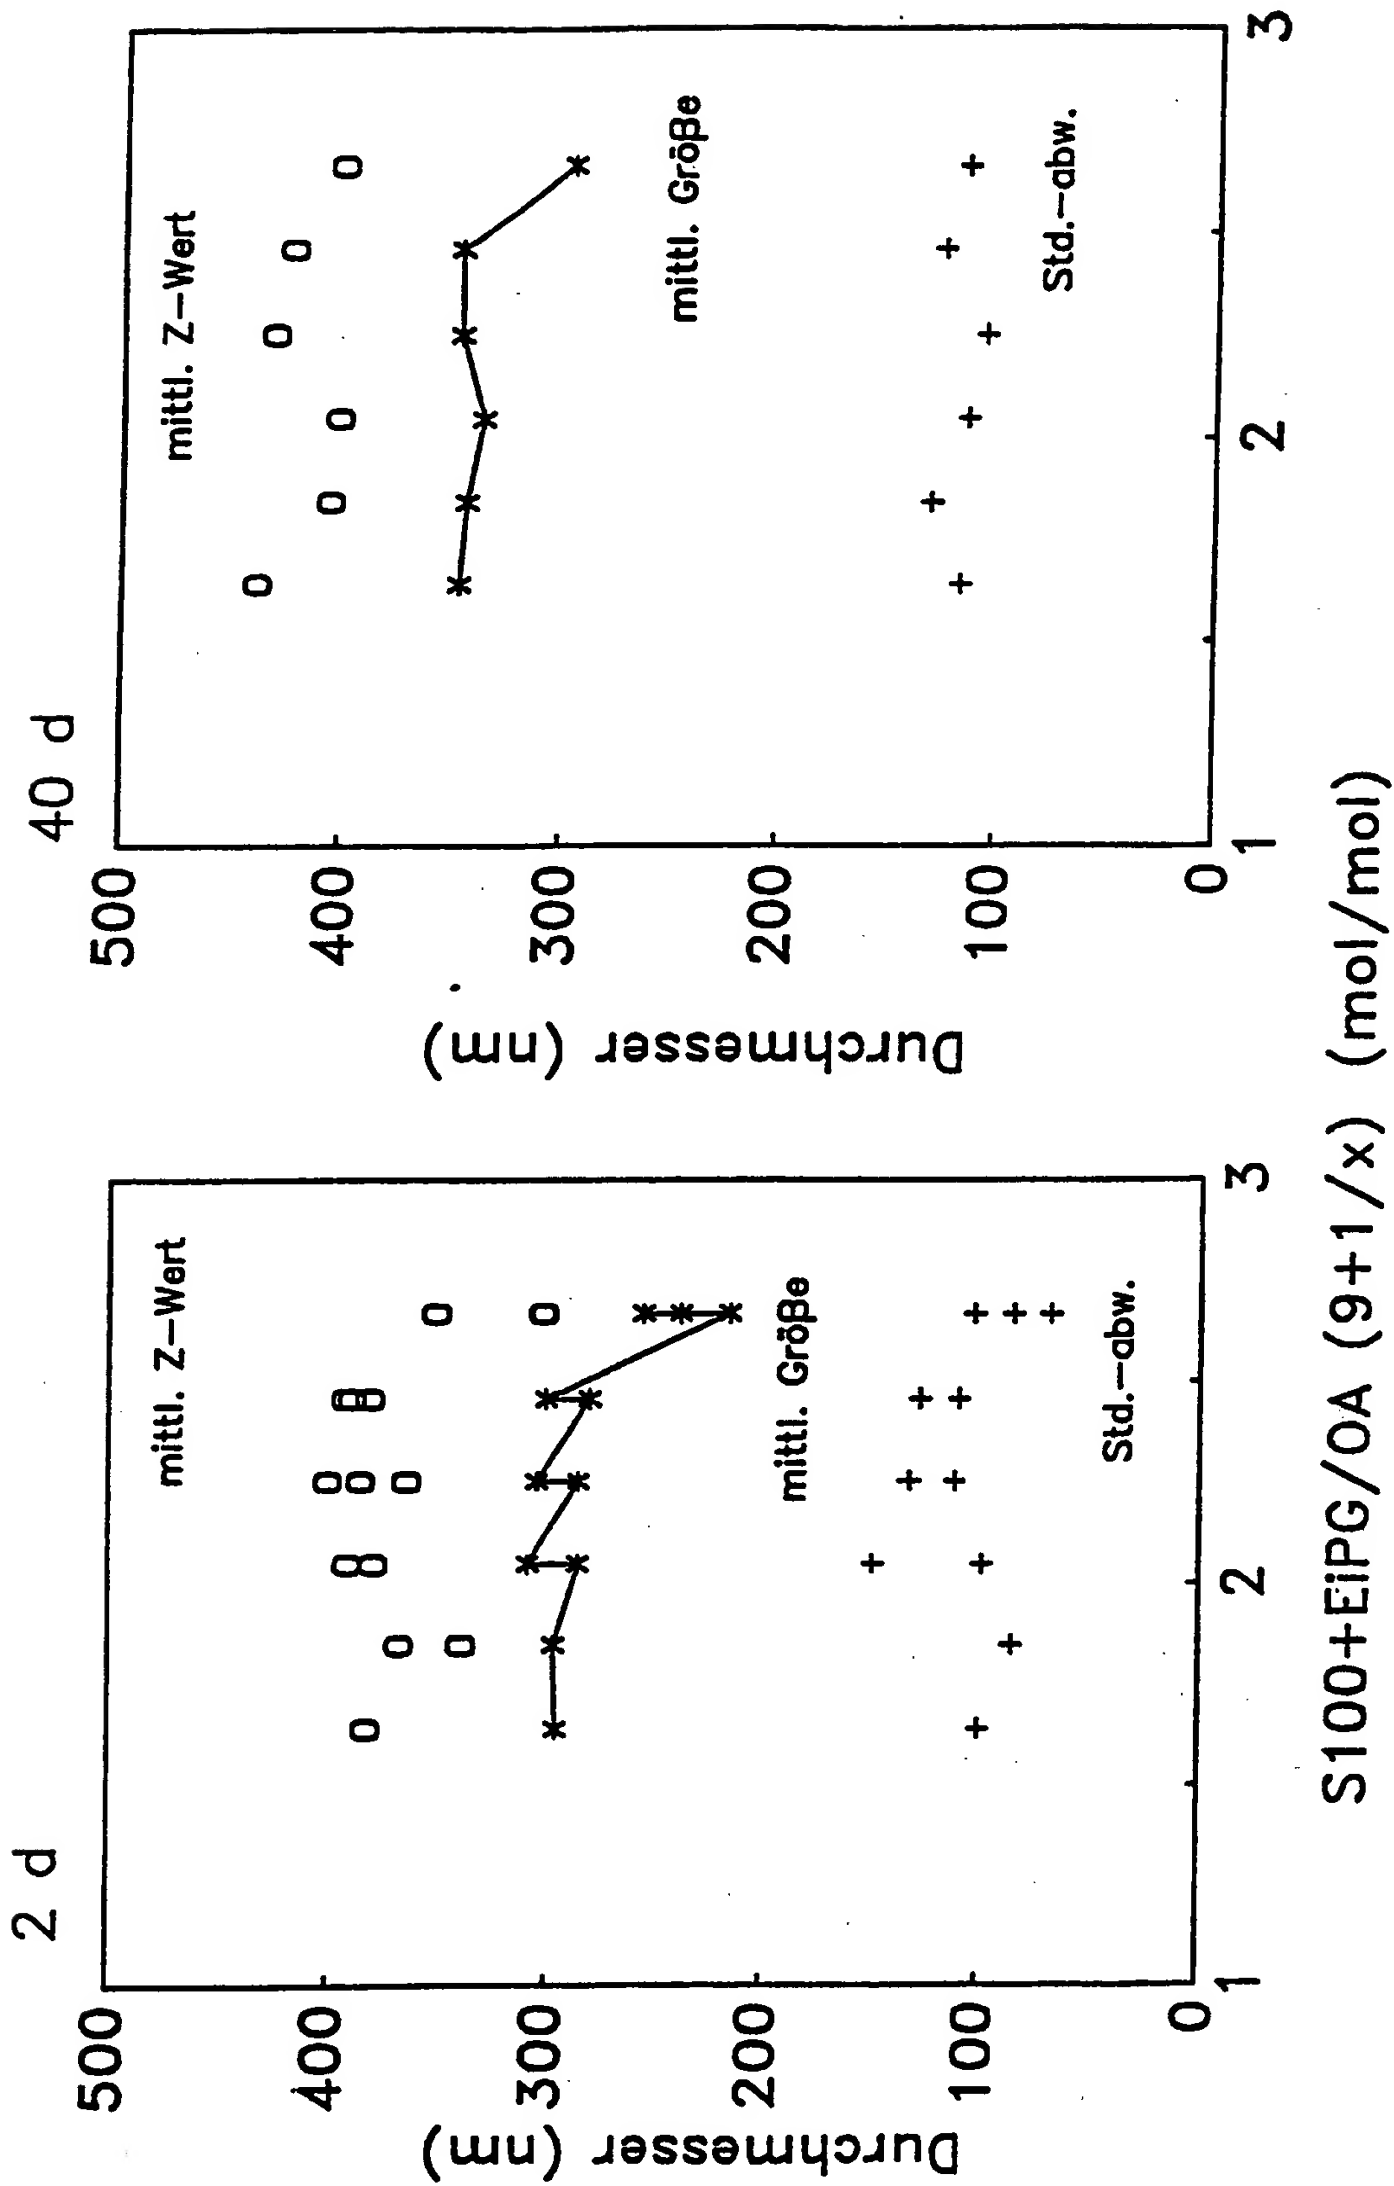 2 d
500
400
300
200
100
0
Durchmesser (nm)
mittl. Z-Wert
mittl. Größe
Std.-abw.
1
2
3
40 d
500
400
300
200
100
0
Durchmesser (nm)
mittl. Z-Wert
mittl. Größe
Std.-abw.
1
2
3
S100+EiPG/OA (9+1/x) (mol/mol)